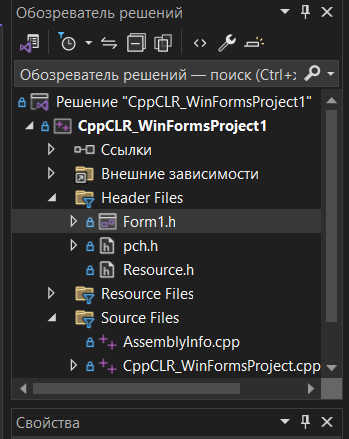 Обозреватель решений
Обозреватель решений — поиск (Ctrl+ж
Решение "CppCLR_WinFormsProject1"
CppCLR_WinFormsProject1
Ссылки
Внешние зависимости
Header Files
Form1.h
pch.h
Resource.h
Resource Files
Source Files
AssemblyInfo.cpp
CppCLR_WinFormsProject.cpp
Свойства